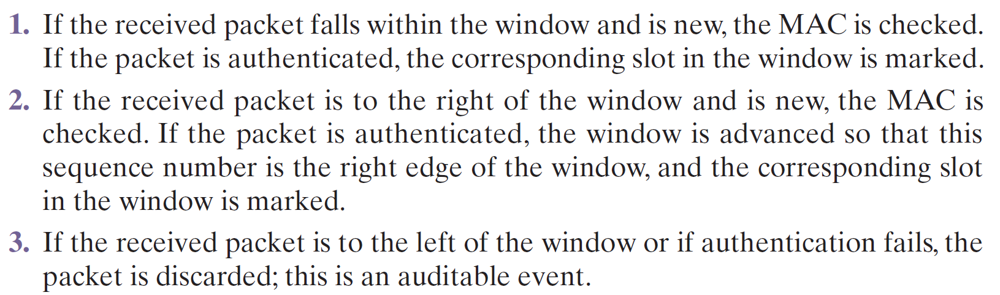 1. If the received packet falls within the window and is new, the MAC is checked.
If the packet is authenticated, the corresponding slot in the window is marked.
2. If the received packet is to the right of the window and is new, the MAC is
checked. If the packet is authenticated, the window is advanced so that this
sequence number is the right edge of the window, and the corresponding slot
in the window is marked.
3. If the received packet is to the left of the window or if authentication fails, the
packet is discarded; this is an auditable event.